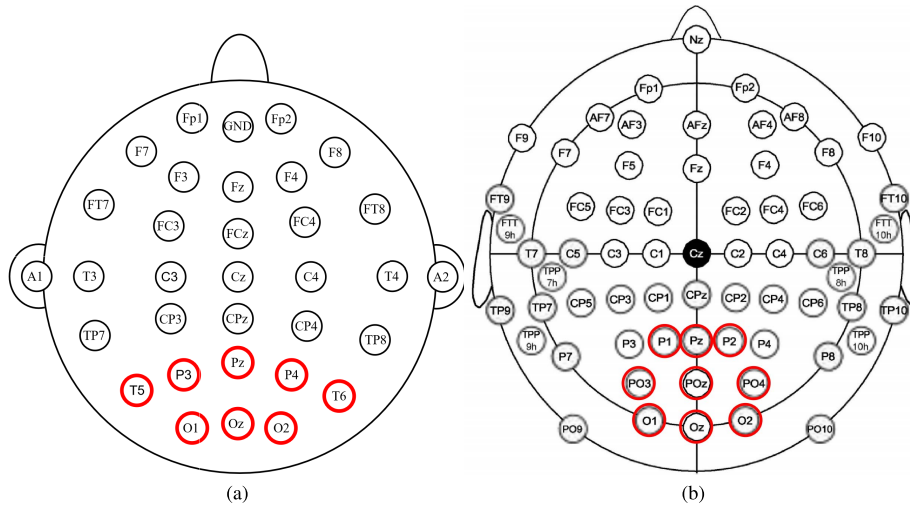 Fp1 GND Fp2
F7 F8
F3 Fz F4
FT7 FT8
FC3 FCz FC4
A1 T3 C3 Cz C4 T4 A2
CP3 CPz CP4
TP7 TP8
T5 P3 Pz P4 T6
O1 Oz O2
(a)
Nz
Fp1 Fp2
AF7 AF3 AFz AF4 AF8
F9 F10
F7 F5 Fz F4 F8
FT9 FT10
FC5 FC3 FC1 FC2 FC4 FC6
FTT
9h
FTT
10h
T7 C5 C3 C1 Cz C2 C4 C6 T8
TPP
7h
TPP
8h
TP9 TP7 CP5 CP3 CP1 CPz CP2 CP4 CP6 TP8 TP10
TPP
9h
TPP
10h
P7 P3 P1 Pz P2 P4 P8
PO3 POz PO4
O1 Oz O2
PO9 PO10
(b)